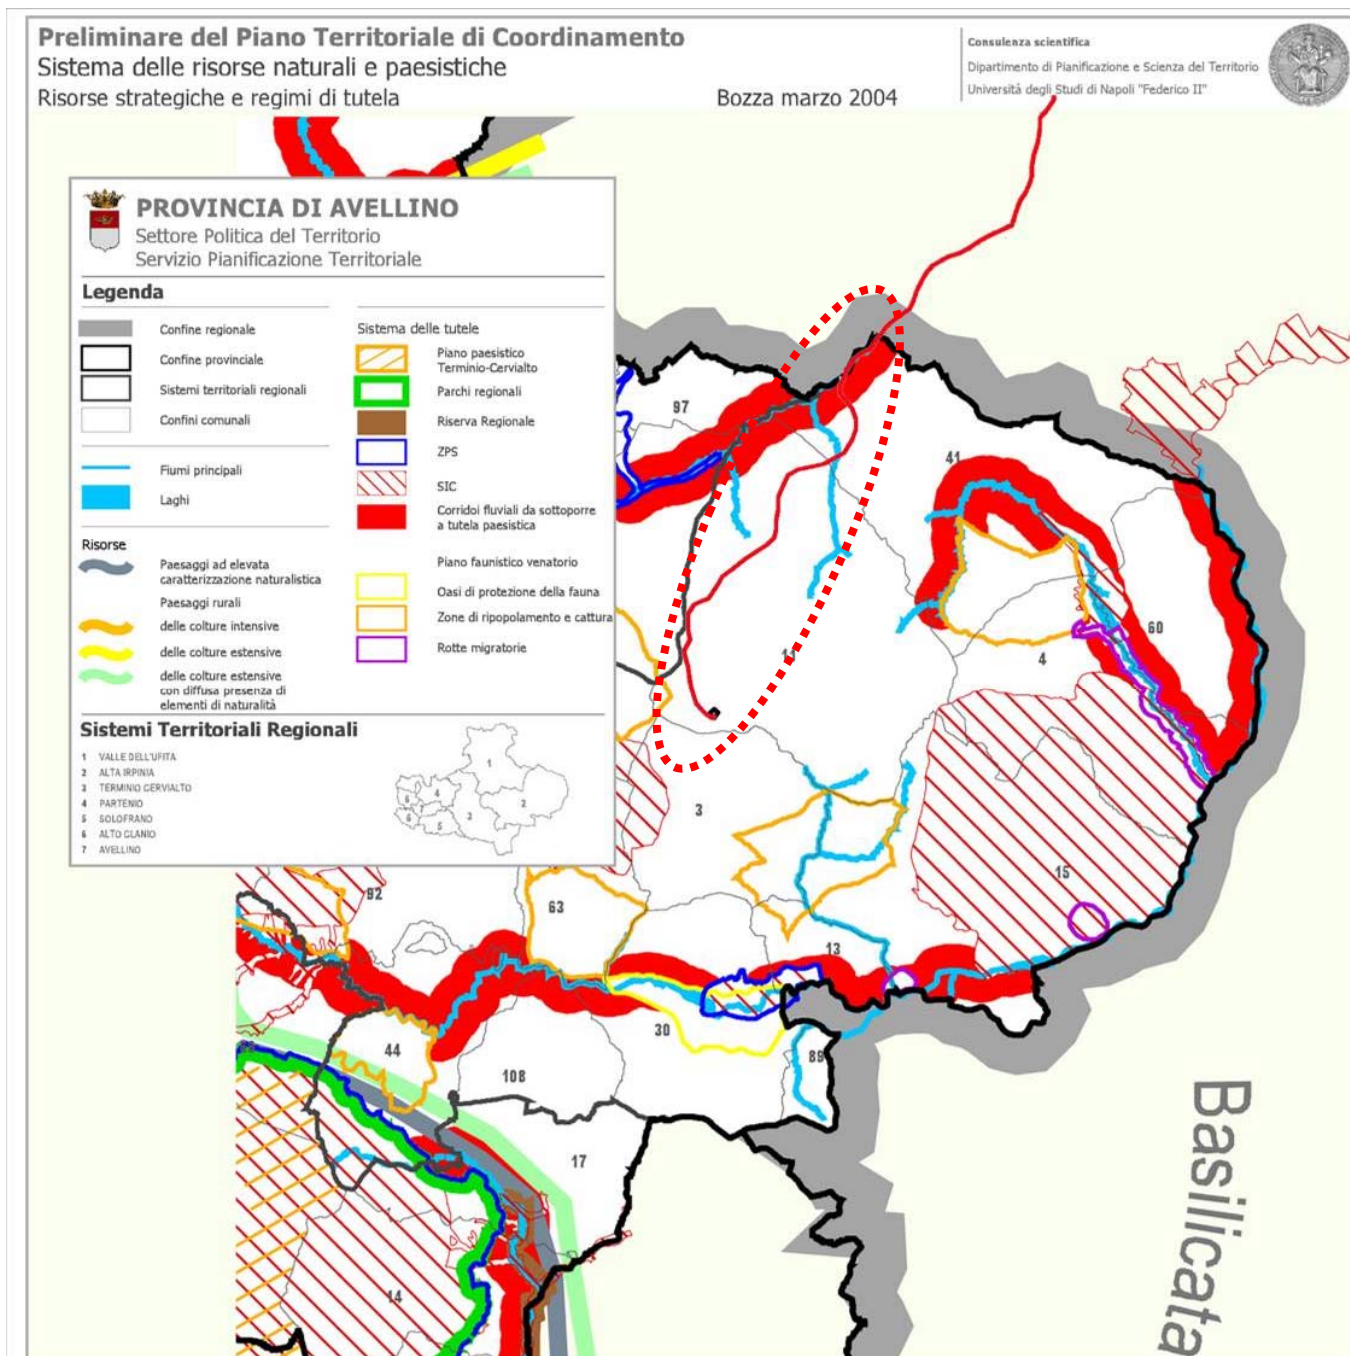 Preliminare del Piano Territoriale di Coordinamento
Sistema delle risorse naturali e paesistiche
Risorse strategiche e regimi di tutela
Bozza marzo 2004
Consulenza scientifica
Dipartimento di Pianificazione e Scienza del Territorio
Università degli Studi di Napoli "Federico II"
PROVINCIA DI AVELLINO
Settore Politica del Territorio
Servizio Pianificazione Territoriale
Legenda
Confine regionale
Confine provinciale
Sistemi territoriali regionali
Confini comunali
Fiumi principali
Laghi
Risorse
Paesaggi ad elevata
caratterizzazione naturalistica
Paesaggi rurali
delle colture intensive
delle colture estensive
delle colture estensive
con diffusa presenza di
elementi di naturalità
Sistema delle tutele
Piano paesistico
Terminio-Cervialto
Parchi regionali
Riserva Regionale
ZPS
SIC
Corridoi fluviali da sottoporre
a tutela paesistica
Piano faunistico venatorio
Oasi di protezione della fauna
Zone di ripopolamento e cattura
Rotte migratorie
Sistemi Territoriali Regionali
1 VALLE DELL'UFITA
2 ALTA IRPINIA
3 TERMINIO CERVIALTO
4 PARTENIO
5 SOLOFRANO
6 ALTO CLANIO
7 AVELLINO
1
4
2
3
6
6
5
97
41
60
11
4
3
15
92
63
13
30
44
89
108
17
14
Basilicata